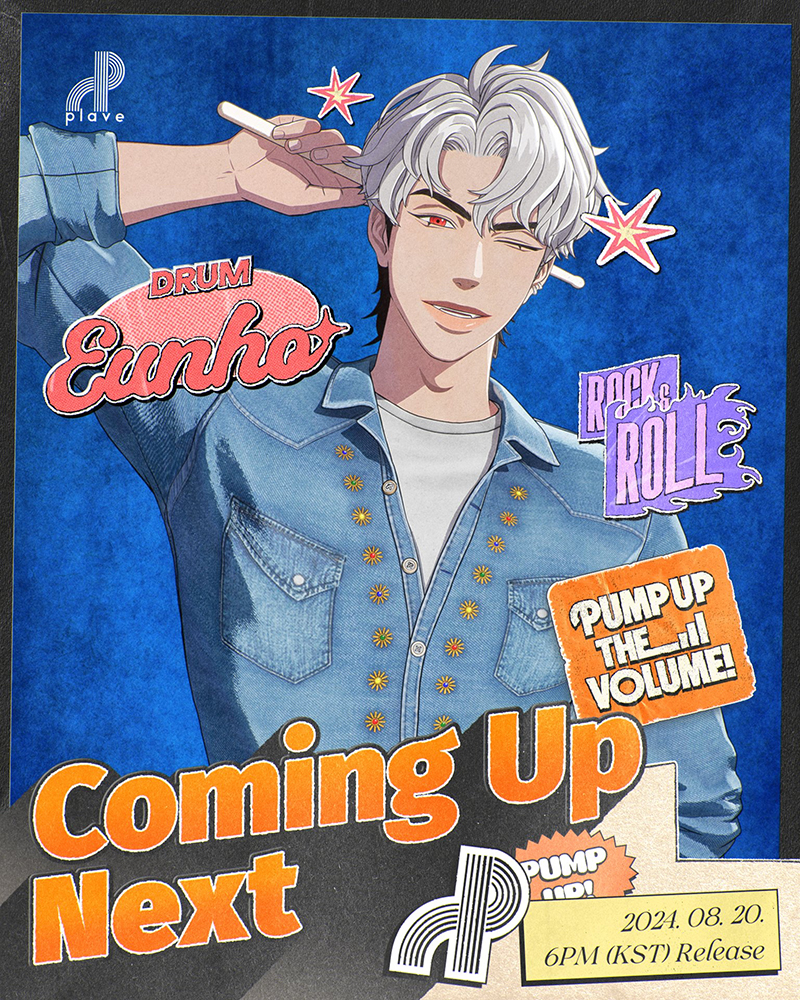 plave
DRUM
Eunho
ROCK &
ROLL
PUMP UP
THE
VOLUME!
Coming Up
Next
PUMP
UP!
2024. 08. 20.
6PM (KST) Release